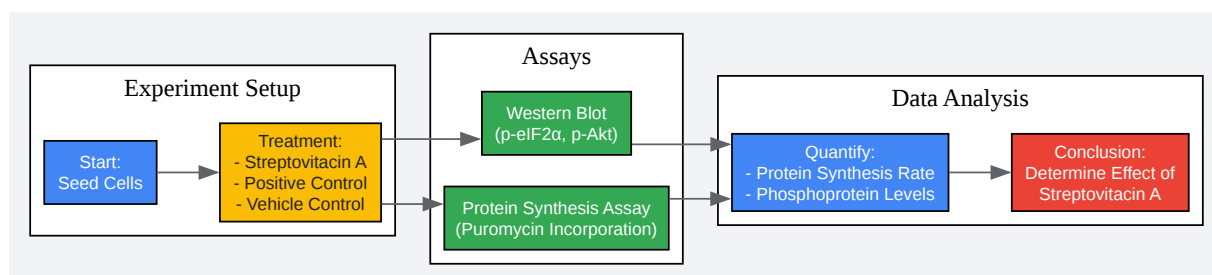 Experiment Setup
Start:
Seed Cells
Treatment:
- Streptovitacin A
- Positive Control
- Vehicle Control
Assays
Western Blot
(p-eIF2α, p-Akt)
Protein Synthesis Assay
(Puromycin Incorporation)
Data Analysis
Quantify:
- Protein Synthesis Rate
- Phosphoprotein Levels
Conclusion:
Determine Effect of
Streptovitacin A